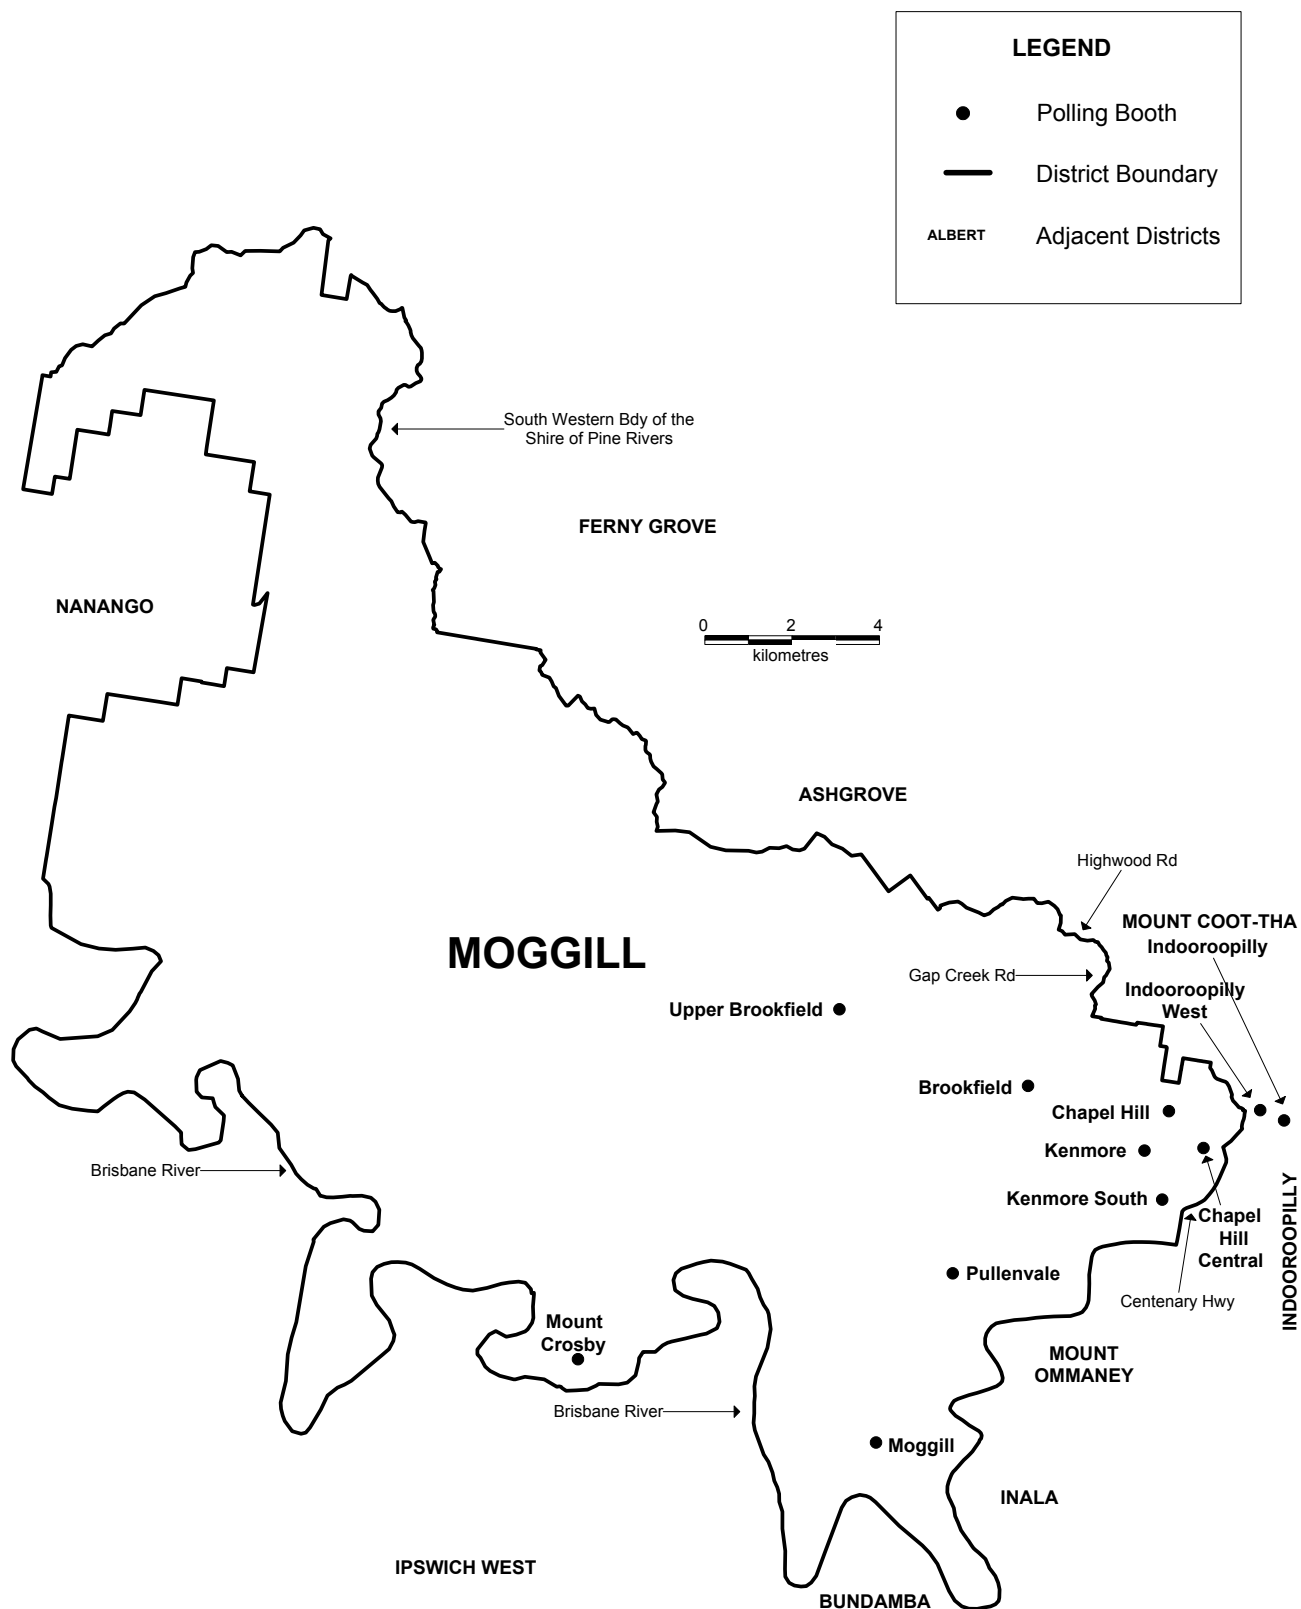 LEGEND
Polling Booth
District Boundary
ALBERT Adjacent Districts
South Western Bdy of the
Shire of Pine Rivers
FERNY GROVE
NANANGO
0 2 4
kilometres
ASHGROVE
Highwood Rd
MOUNT COOT-THA
Indooroopilly
MOGGILL
Gap Creek Rd
Indooroopilly
West
Upper Brookfield
Brookfield
Chapel Hill
Kenmore
Brisbane River
Kenmore South
Chapel
Hill
Central
INDOOROOPILLY
Pullenvale
Centenary Hwy
Mount
Crosby
MOUNT
OMMANEY
Brisbane River
Moggill
INALA
IPSWICH WEST
BUNDAMBA